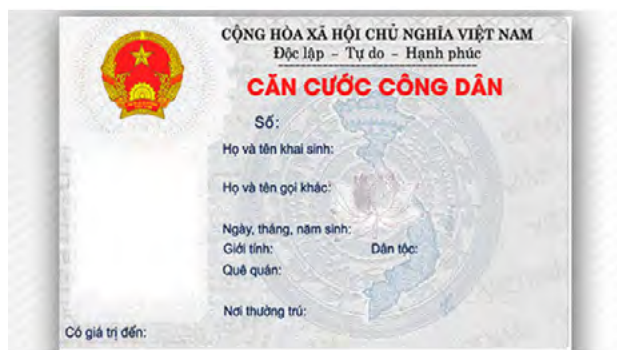 CỘNG HÒA XÃ HỘI CHỦ NGHĨA VIỆT NAM
Độc lập – Tự do – Hạnh phúc
CĂN CƯỚC CÔNG DÂN
Số:
Họ và tên khai sinh:
Họ và tên gọi khác:
Ngày, tháng, năm sinh:
Giới tính: Dân tộc:
Quê quán:
Nơi thường trú:
Có giá trị đến: